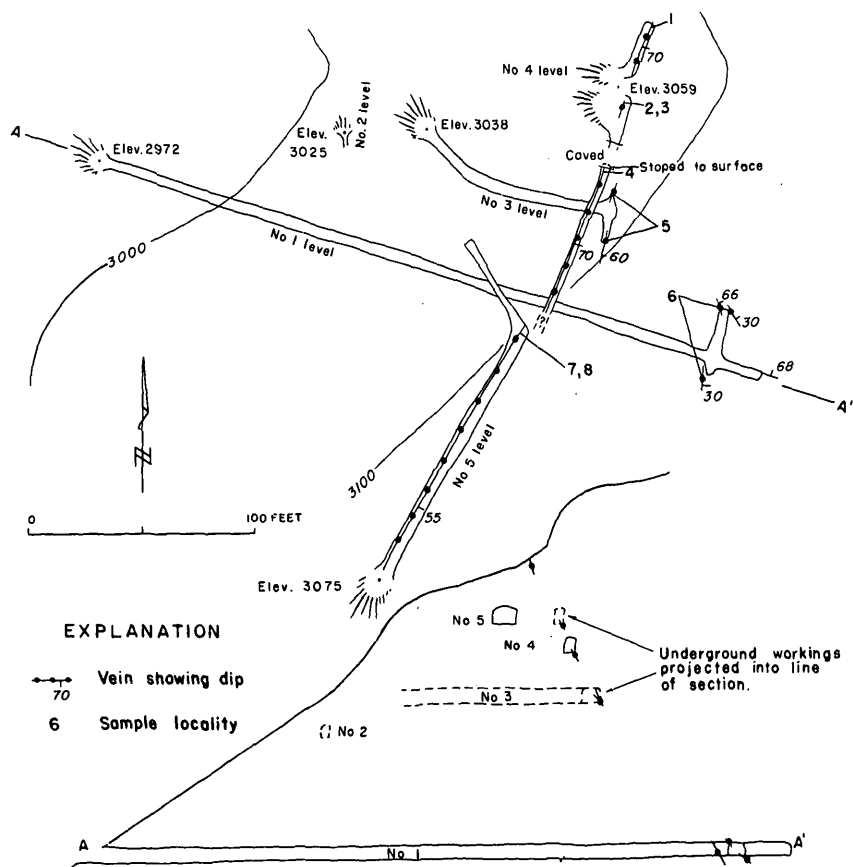 1
No 4 level
70
Elev. 3059
2,3
No. 2 level
Elev. 3025
Elev. 3038
A
Elev. 2972
Caved
Stoped to surface
4
No 3 level
5
No 1 level
3000
70
60
6
66
30
7,8
68
30
A'
3100
No 5 level
N
0
100 FEET
55
Elev. 3075
EXPLANATION
No 5
No 4
Underground workings
projected into line
of section.
70
Vein showing dip
6
Sample locality
No 3
No 2
A
No 1
A'